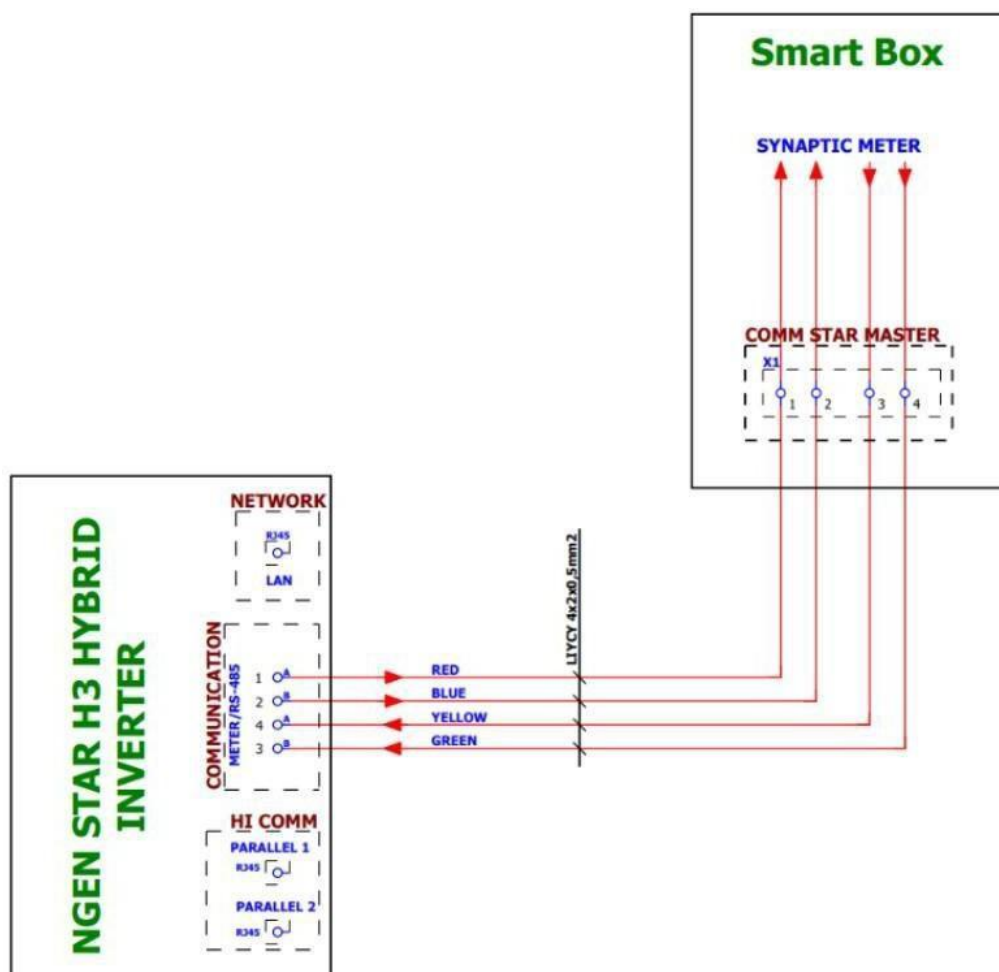 Smart Box
SYNAPTIC METER
COMM STAR MASTER
X1
1
2
3
4
NGEN STAR H3 HYBRID
INVERTER
NETWORK
RJ45
LAN
COMMUNICATION
METER/RS-485
1 A
2 B
4 A
3 B
RED
BLUE
YELLOW
GREEN
LIYCY 4x2x0,5mm2
HI COMM
PARALLEL 1
RJ45
PARALLEL 2
RJ45